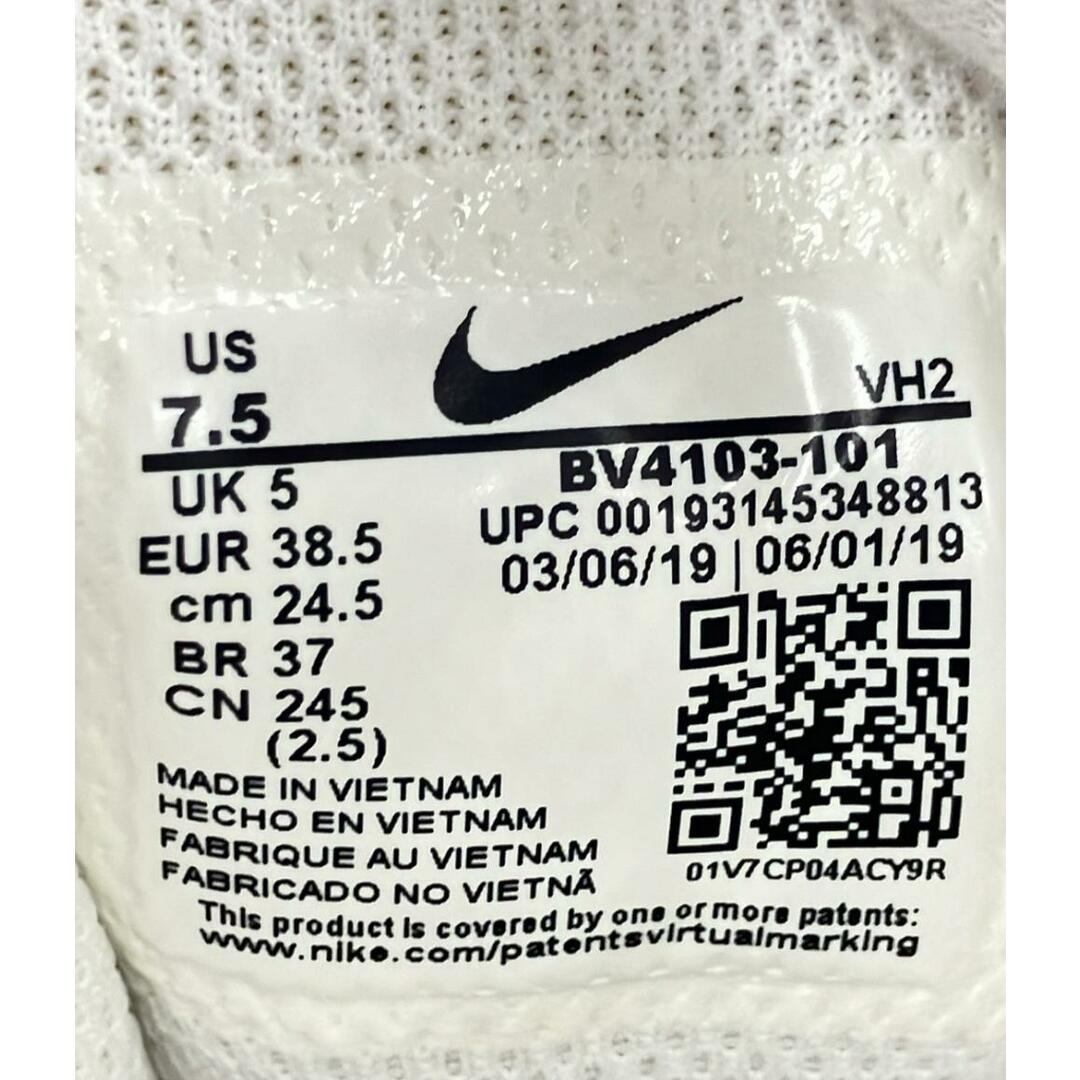 US
7.5
VH2
UK 5
EUR 38.5
cm 24.5
BR 37
CN 245
(2.5)
BV4103-101
UPC 00193145348813
03/06/19 | 06/01/19
01V7CP04ACY9R
MADE IN VIETNAM
HECHO EN VIETNAM
FABRIQUE AU VIETNAM
FABRICADO NO VIETNÃ
This product is covered by one or more patents:
www.nike.com/patentsvirtualmarking